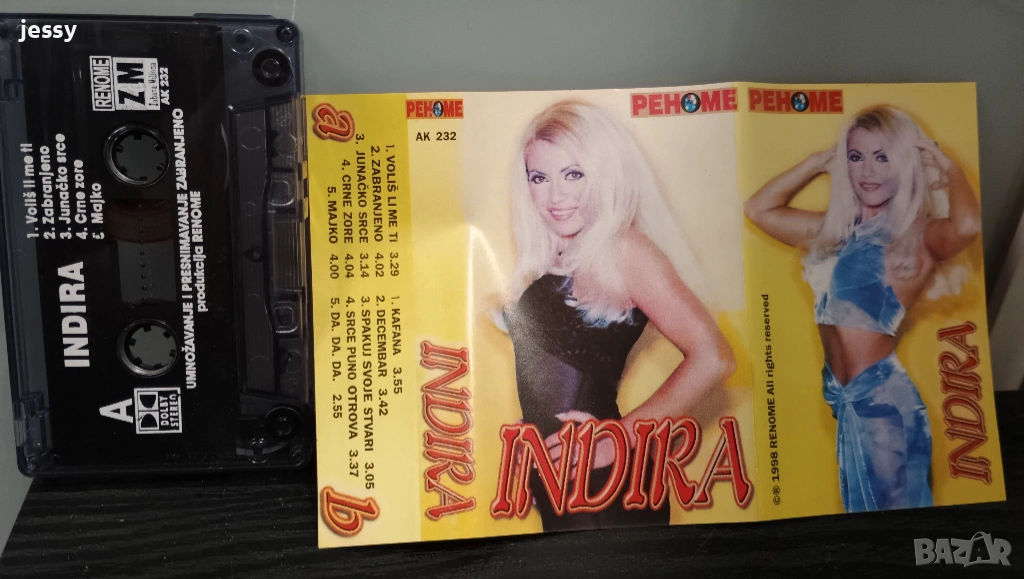 jessy
RENOME
ZAM
AK 232
1. Voliš li me ti
2. Zabranjeno
3. Junačko srce
4. Crne zore
5. Majko
INDIRA
UMNOŽAVANJE I PRESNIMAVANJE ZABRANJENO
produkcija RENOME
A
DOLBY
STEREO
a
РЕНОМЕ
AK 232
1. VOLIŠ LI ME TI 3.29
2. ZABRANJENO 4.02
3. JUNAČKO SRCE 3.14
4. CRNE ZORE 4.04
5. MAJKO 4.00
1. KAFANA 3.55
2. DECEMBAR 3.42
3. SPAKUJ SVOJE STVARI 3.05
4. SRCE PUNO OTROVA 3.37
5. DA. DA. DA. 2.55
b
INDIRA
РЕНОМЕ
INDIRA
РЕНОМЕ
©® 1998 RENOME All rights reserved
INDIRA
BAZAR